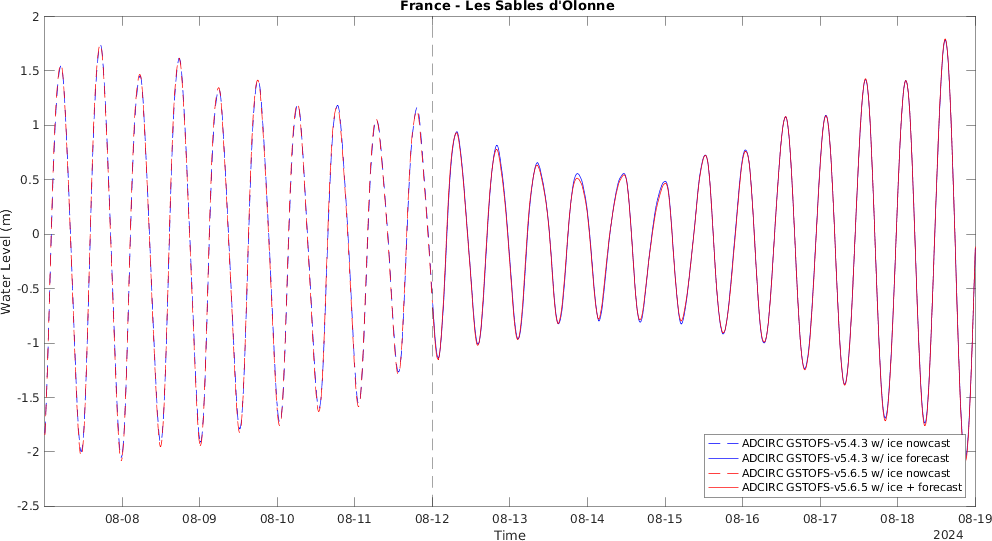 France - Les Sables d'Olonne
2
1.5
1
0.5
0
-0.5
-1
-1.5
-2
-2.5
Water Level (m)
ADCIRC GSTOFS-v5.4.3 w/ ice nowcast
ADCIRC GSTOFS-v5.4.3 w/ ice forecast
ADCIRC GSTOFS-v5.6.5 w/ ice nowcast
ADCIRC GSTOFS-v5.6.5 w/ ice + forecast
08-08 08-09 08-10 08-11 08-12 08-13 08-14 08-15 08-16 08-17 08-18 08-19
Time
2024